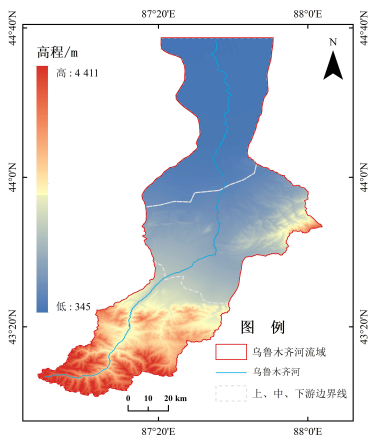 87°20′E 88°0′E
44°40′N 44°40′N
高程/m
N
高 : 4 411
44°0′N 44°0′N
低 : 345
43°20′N 43°20′N
图 例
乌鲁木齐河流域
乌鲁木齐河
上、中、下游边界线
0 10 20 km
87°20′E 88°0′E